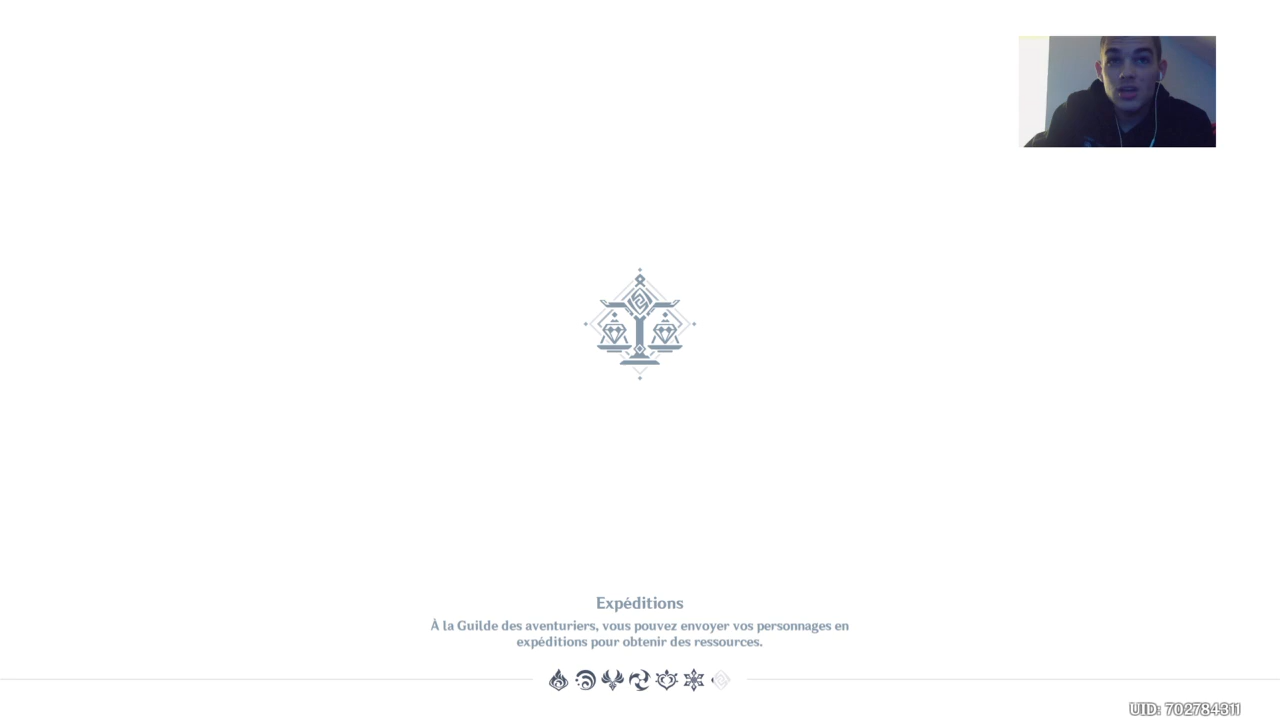 Expéditions
À la Guilde des aventuriers, vous pouvez envoyer vos personnages en
expéditions pour obtenir des ressources.
UID: 702784311